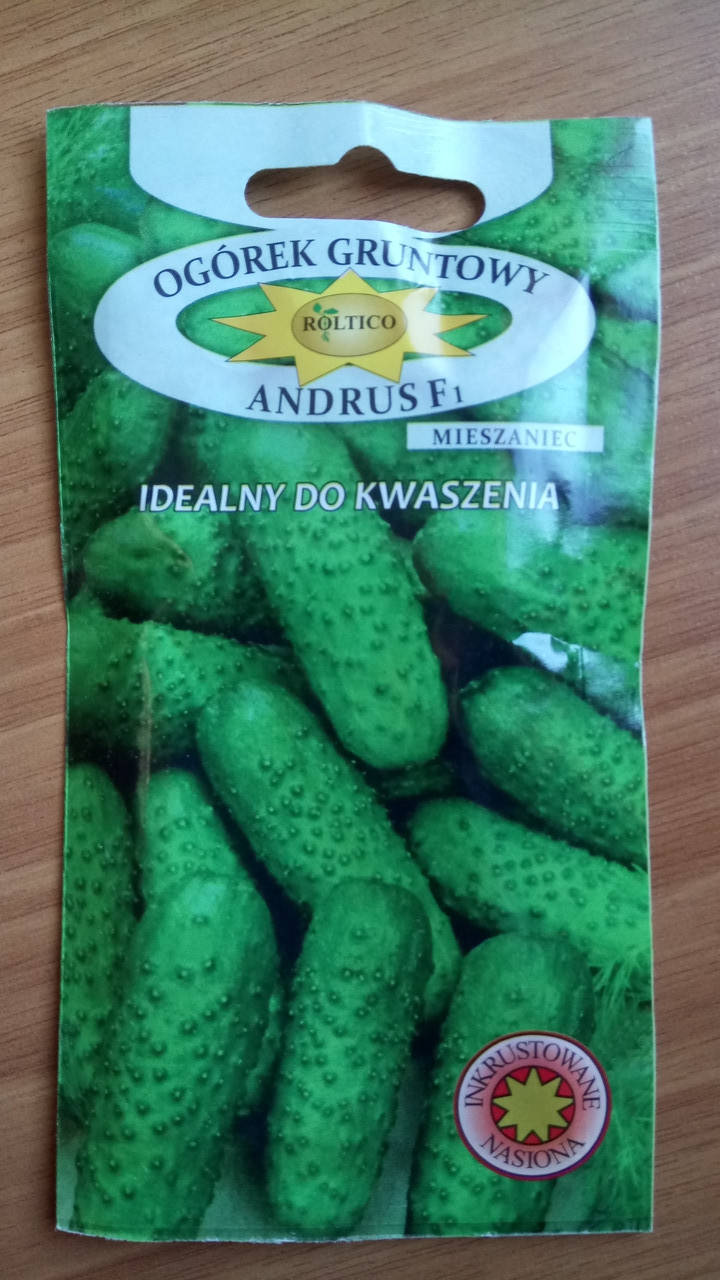 OGÓREK GRUNTOWY
ROLTICO
ANDRUS F1
MIESZANIEC
IDEALNY DO KWASZENIA
INKRUSTOWANE
NASIONA